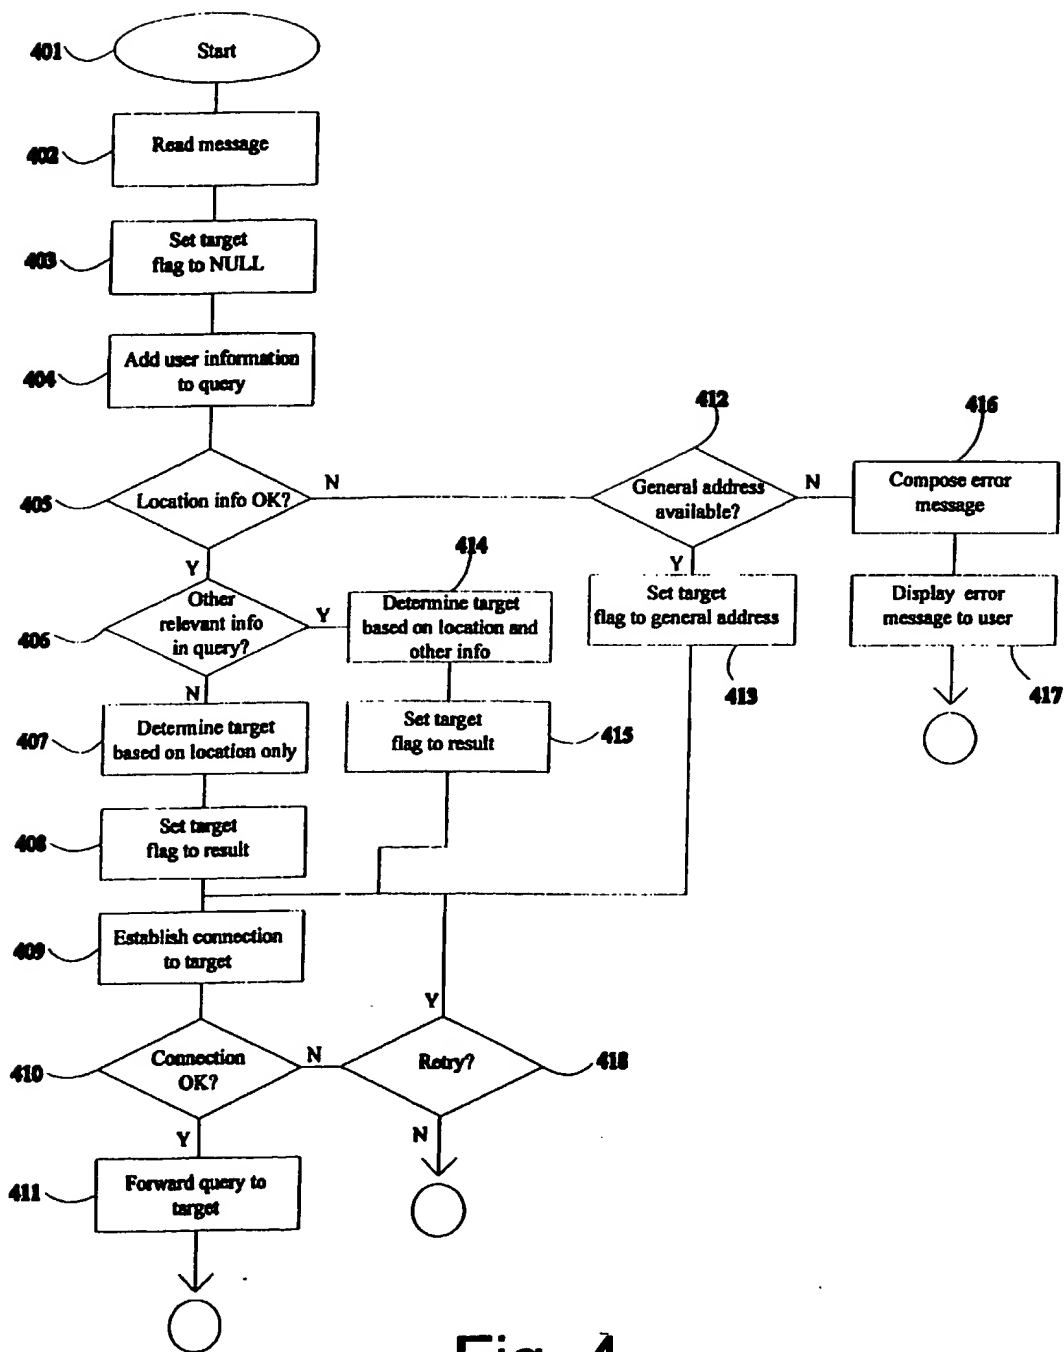 401
Start
402
Read message
403
Set target
flag to NULL
404
Add user information
to query
405
Location info OK?
N
Y
412
General address
available?
N
Y
416
Compose error
message
Display error
message to user
417
Set target
flag to general address
413
406
Other
relevant info
in query?
Y
N
414
Determine target
based on location and
other info
Set target
flag to result
415
407
Determine target
based on location only
408
Set target
flag to result
409
Establish connection
to target
410
Connection
OK?
N
Y
Y
Retry?
418
N
411
Forward query to
target
Fig. 4